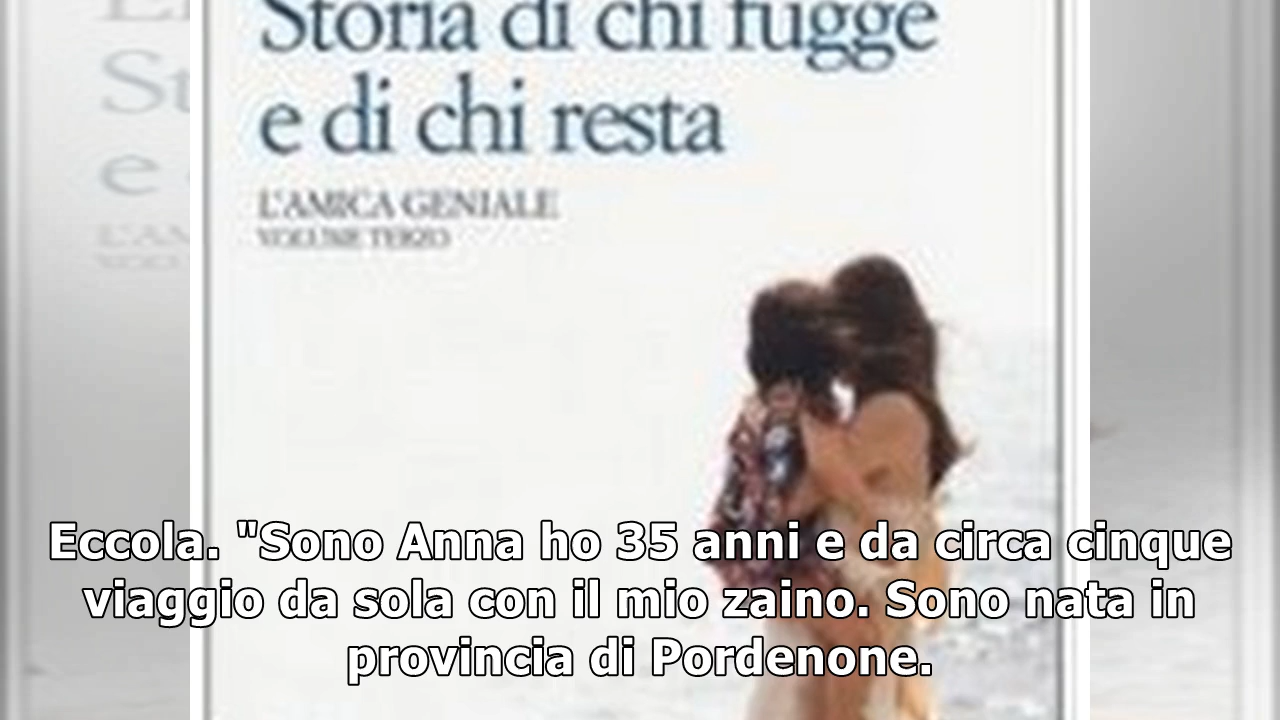 Storia di chi fugge
e di chi resta
L'AMICA GENIALE
VOLUME TERZO
Eccola. "Sono Anna ho 35 anni e da circa cinque
viaggio da sola con il mio zaino. Sono nata in
provincia di Pordenone.